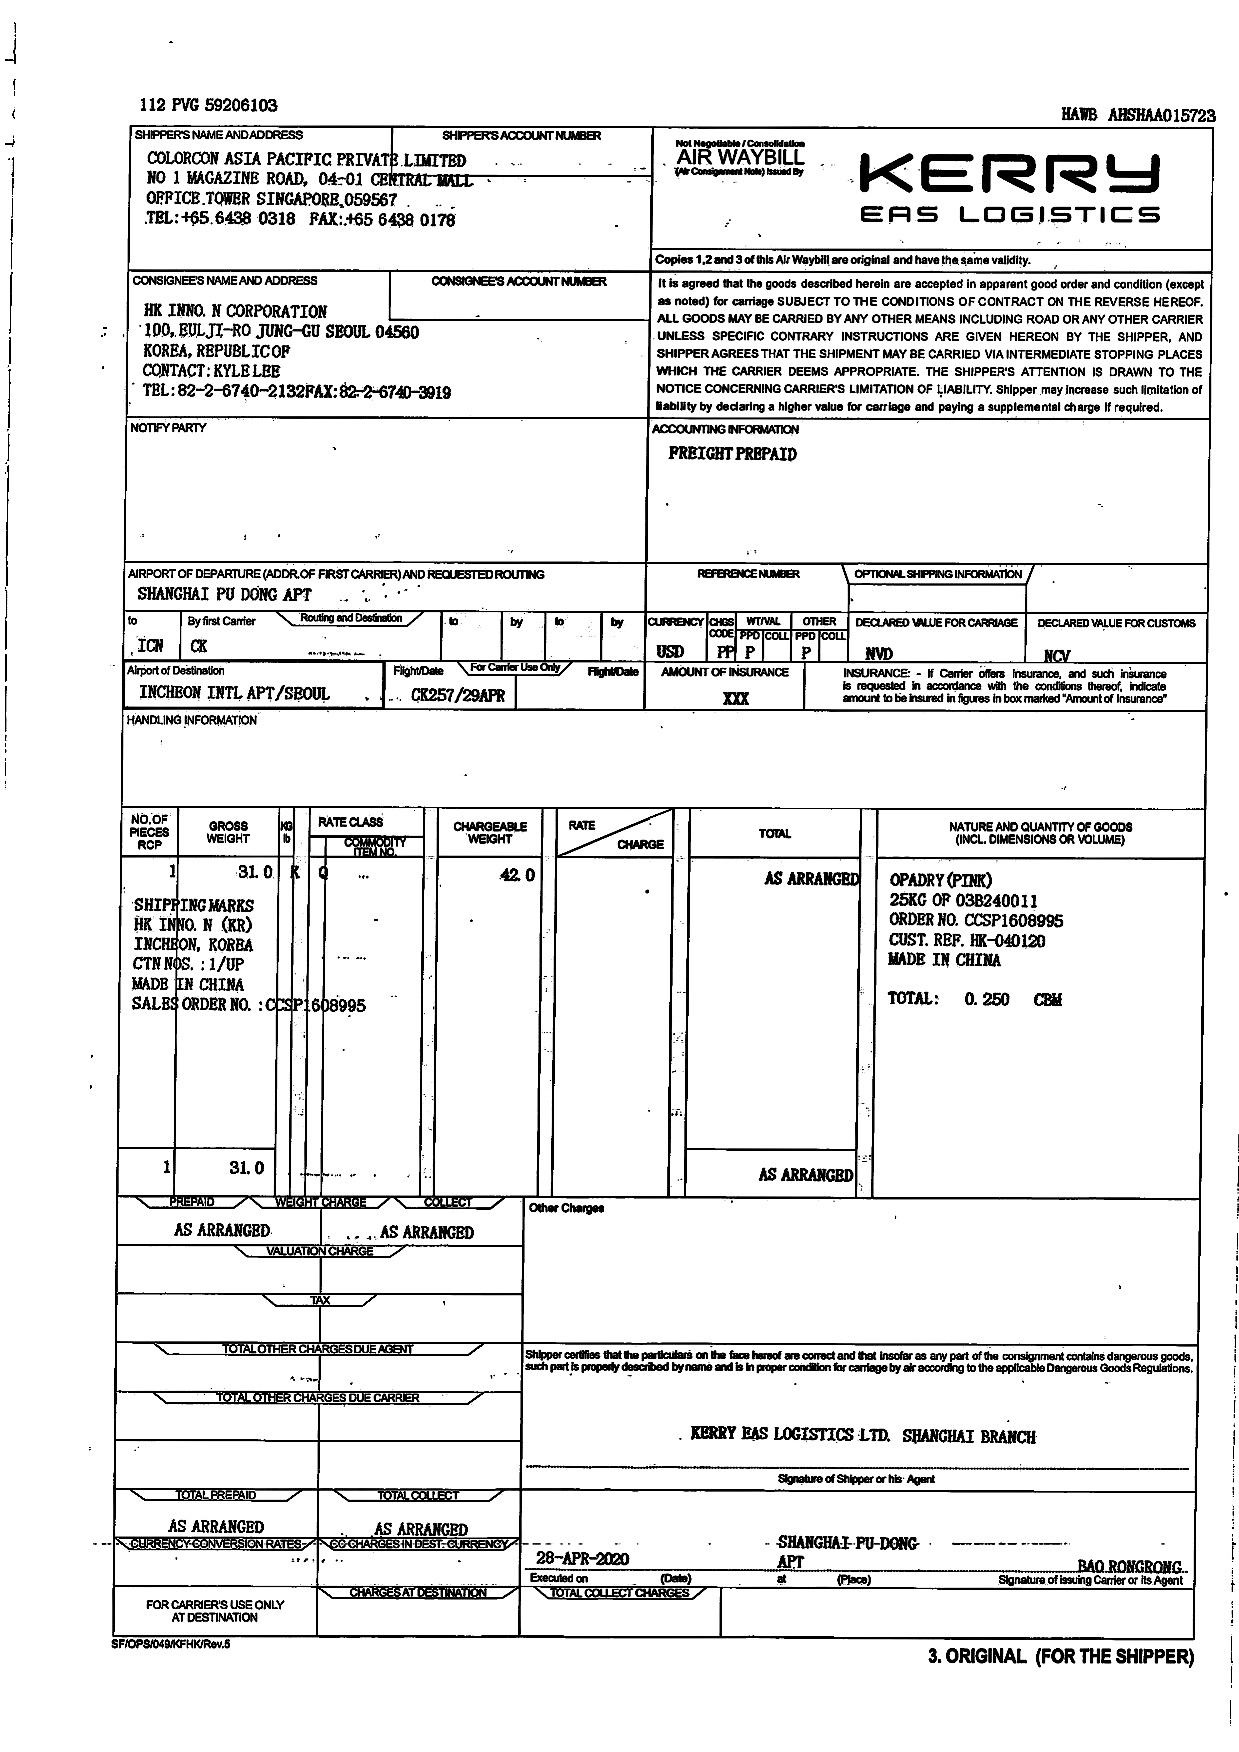 112 PVG 59206103
HAWB AHSHAA015723
SHIPPER'S NAME AND ADDRESS
SHIPPER'S ACCOUNT NUMBER
COLORCON ASIA PACIFIC PRIVATE LIMITED
NO 1 MAGAZINE ROAD, 04-01 CENTRAL MALL
OFFICE TOWER SINGAPORE 059567
TEL:+65 6438 0318 FAX:+65 6438 0178
Not Negotiable / Consolidation
AIR WAYBILL
(Air Consignment Note) Issued By
KERRY
EAS LOGISTICS
Copies 1,2 and 3 of this Air Waybill are original and have the same validity.
CONSIGNEE'S NAME AND ADDRESS
CONSIGNEE'S ACCOUNT NUMBER
HK INNO. N CORPORATION
100, EULJI-RO JUNG-GU SEOUL 04560
KOREA, REPUBLIC OF
CONTACT: KYLE LEE
TEL: 82-2-6740-2132FAX: 82-2-6740-3919
It is agreed that the goods described herein are accepted in apparent good order and condition (except
as noted) for carriage SUBJECT TO THE CONDITIONS OF CONTRACT ON THE REVERSE HEREOF.
ALL GOODS MAY BE CARRIED BY ANY OTHER MEANS INCLUDING ROAD OR ANY OTHER CARRIER
UNLESS SPECIFIC CONTRARY INSTRUCTIONS ARE GIVEN HEREON BY THE SHIPPER, AND
SHIPPER AGREES THAT THE SHIPMENT MAY BE CARRIED VIA INTERMEDIATE STOPPING PLACES
WHICH THE CARRIER DEEMS APPROPRIATE. THE SHIPPER'S ATTENTION IS DRAWN TO THE
NOTICE CONCERNING CARRIER'S LIMITATION OF LIABILITY. Shipper may increase such limitation of
liability by declaring a higher value for carriage and paying a supplemental charge if required.
NOTIFY PARTY
ACCOUNTING INFORMATION
FREIGHT PREPAID
AIRPORT OF DEPARTURE (ADDR.OF FIRST CARRIER) AND REQUESTED ROUTING
SHANGHAI PU DONG APT
REFERENCE NUMBER
OPTIONAL SHIPPING INFORMATION
to
By first Carrier
Routing and Destination
to
by
to
by
ICN
CK
CURRENCY
CHGS CODE
WT/VAL
OTHER
PPD COLL PPD COLL
USD PP P P
DECLARED VALUE FOR CARRIAGE
NVD
DECLARED VALUE FOR CUSTOMS
NCV
Airport of Destination
INCHEON INTL APT/SEOUL
Flight/Date
For Carrier Use Only
Flight/Date
CK257/29APR
AMOUNT OF INSURANCE
XXX
INSURANCE: - If Carrier offers Insurance, and such insurance
is requested in accordance with the conditions thereof, indicate
amount to be insured in figures in box marked "Amount of Insurance"
HANDLING INFORMATION
NO.OF PIECES RCP
GROSS WEIGHT
KG lb
RATE CLASS
COMMODITY ITEM NO.
CHARGEABLE WEIGHT
RATE
CHARGE
TOTAL
NATURE AND QUANTITY OF GOODS
(INCL. DIMENSIONS OR VOLUME)
1 31.0 K Q 42.0 AS ARRANGED
SHIPPING MARKS
HK INNO. N (KR)
INCHEON, KOREA
CTN NOS. : 1/UP
MADE IN CHINA
SALES ORDER NO. : CCSP1608995
OPADRY (PINK)
25KG OF 03B240011
ORDER NO. CCSP1608995
CUST. REF. HK-040120
MADE IN CHINA
TOTAL: 0.250 CBM
1 31.0 AS ARRANGED
PREPAID
WEIGHT CHARGE
COLLECT
AS ARRANGED
AS ARRANGED
Other Charges
VALUATION CHARGE
TAX
TOTAL OTHER CHARGES DUE AGENT
Shipper certifies that the particulars on the face hereof are correct and that insofar as any part of the consignment contains dangerous goods,
such part is properly described by name and is in proper condition for carriage by air according to the applicable Dangerous Goods Regulations.
TOTAL OTHER CHARGES DUE CARRIER
KERRY EAS LOGISTICS LTD. SHANGHAI BRANCH
Signature of Shipper or his Agent
TOTAL PREPAID
TOTAL COLLECT
AS ARRANGED
AS ARRANGED
CURRENCY CONVERSION RATES
CC CHARGES IN DEST. CURRENCY
28-APR-2020
SHANGHAI PU DONG
APT
BAO RONGRONG
Executed on
(Date)
at
(Place)
Signature of Issuing Carrier or its Agent
FOR CARRIER'S USE ONLY
AT DESTINATION
CHARGES AT DESTINATION
TOTAL COLLECT CHARGES
SF/OPS/049/KFHK/Rev.5
3. ORIGINAL (FOR THE SHIPPER)